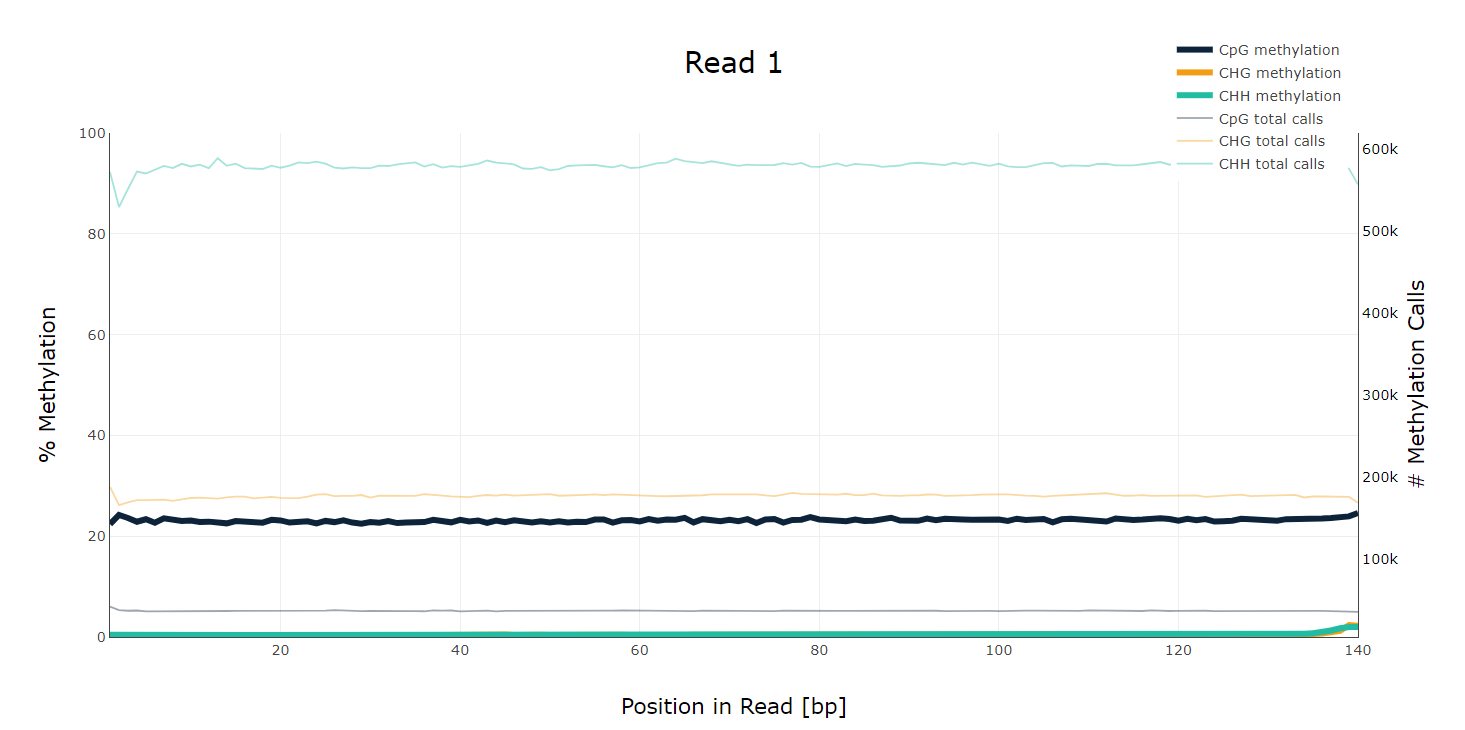 Read 1
CpG methylation
CHG methylation
CHH methylation
CpG total calls
CHG total calls
CHH total calls
100
80
60
40
20
0
% Methylation
600k
500k
400k
300k
200k
100k
# Methylation Calls
20
40
60
80
100
120
140
Position in Read [bp]